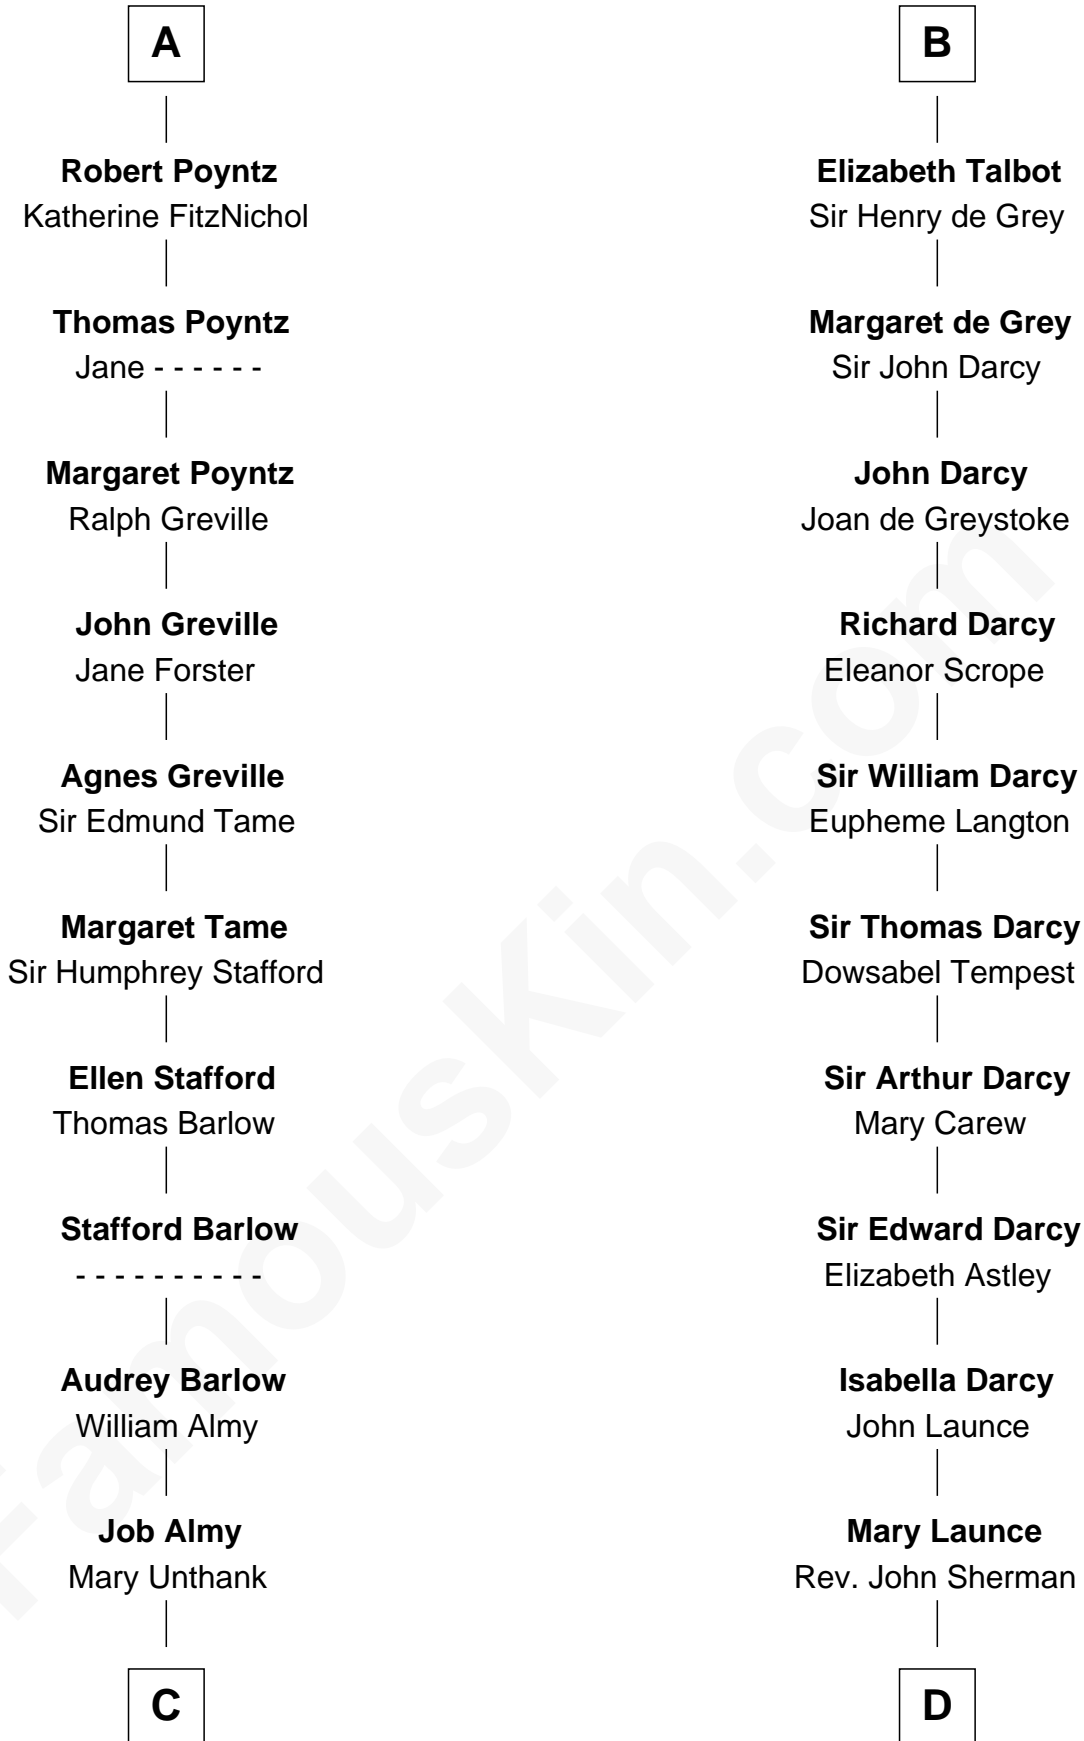 A
Robert Poyntz
Katherine FitzNichol
Thomas Poyntz
Jane - - - - - -
Margaret Poyntz
Ralph Greville
John Greville
Jane Forster
Agnes Greville
Sir Edmund Tame
Margaret Tame
Sir Humphrey Stafford
Ellen Stafford
Thomas Barlow
Stafford Barlow
- - - - - - - - - -
Audrey Barlow
William Almy
Job Almy
Mary Unthank
C
B
Elizabeth Talbot
Sir Henry de Grey
Margaret de Grey
Sir John Darcy
John Darcy
Joan de Greystoke
Richard Darcy
Eleanor Scrope
Sir William Darcy
Eupheme Langton
Sir Thomas Darcy
Dowsabel Tempest
Sir Arthur Darcy
Mary Carew
Sir Edward Darcy
Elizabeth Astley
Isabella Darcy
John Launce
Mary Launce
Rev. John Sherman
D
FamousKin.com